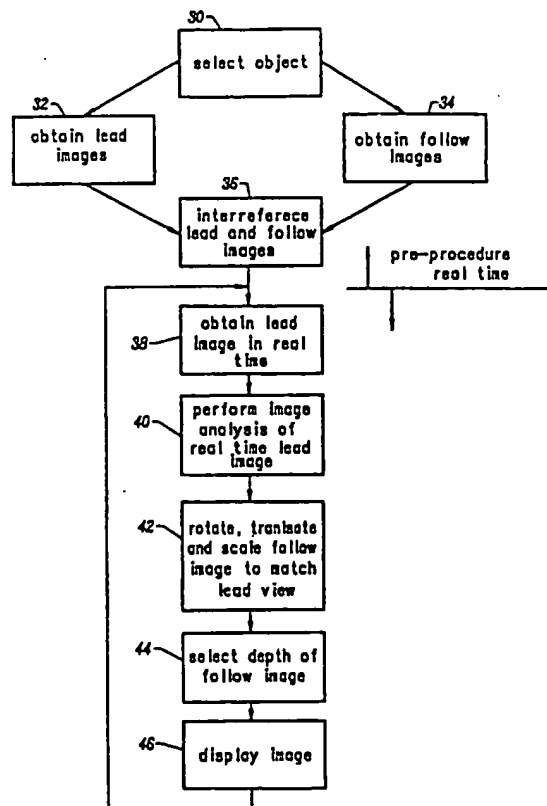 30
select object
32
obtain lead
images
34
obtain follow
images
36
interreferece
lead and follow
images
pre-procedure
real time
38
obtain lead
image in real
time
40
perform image
analysis of
real time lead
image
42
rotate, tranlsate
and scale follow
image to match
lead view
44
select depth of
follow image
46
display image